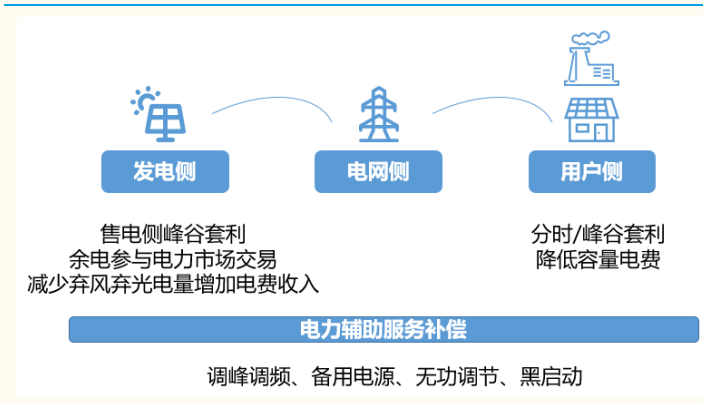 发电侧
电网侧
用户侧
售电侧峰谷套利
余电参与电力市场交易
减少弃风弃光电量增加电费收入
分时/峰谷套利
降低容量电费
电力辅助服务补偿
调峰调频、备用电源、无功调节、黑启动